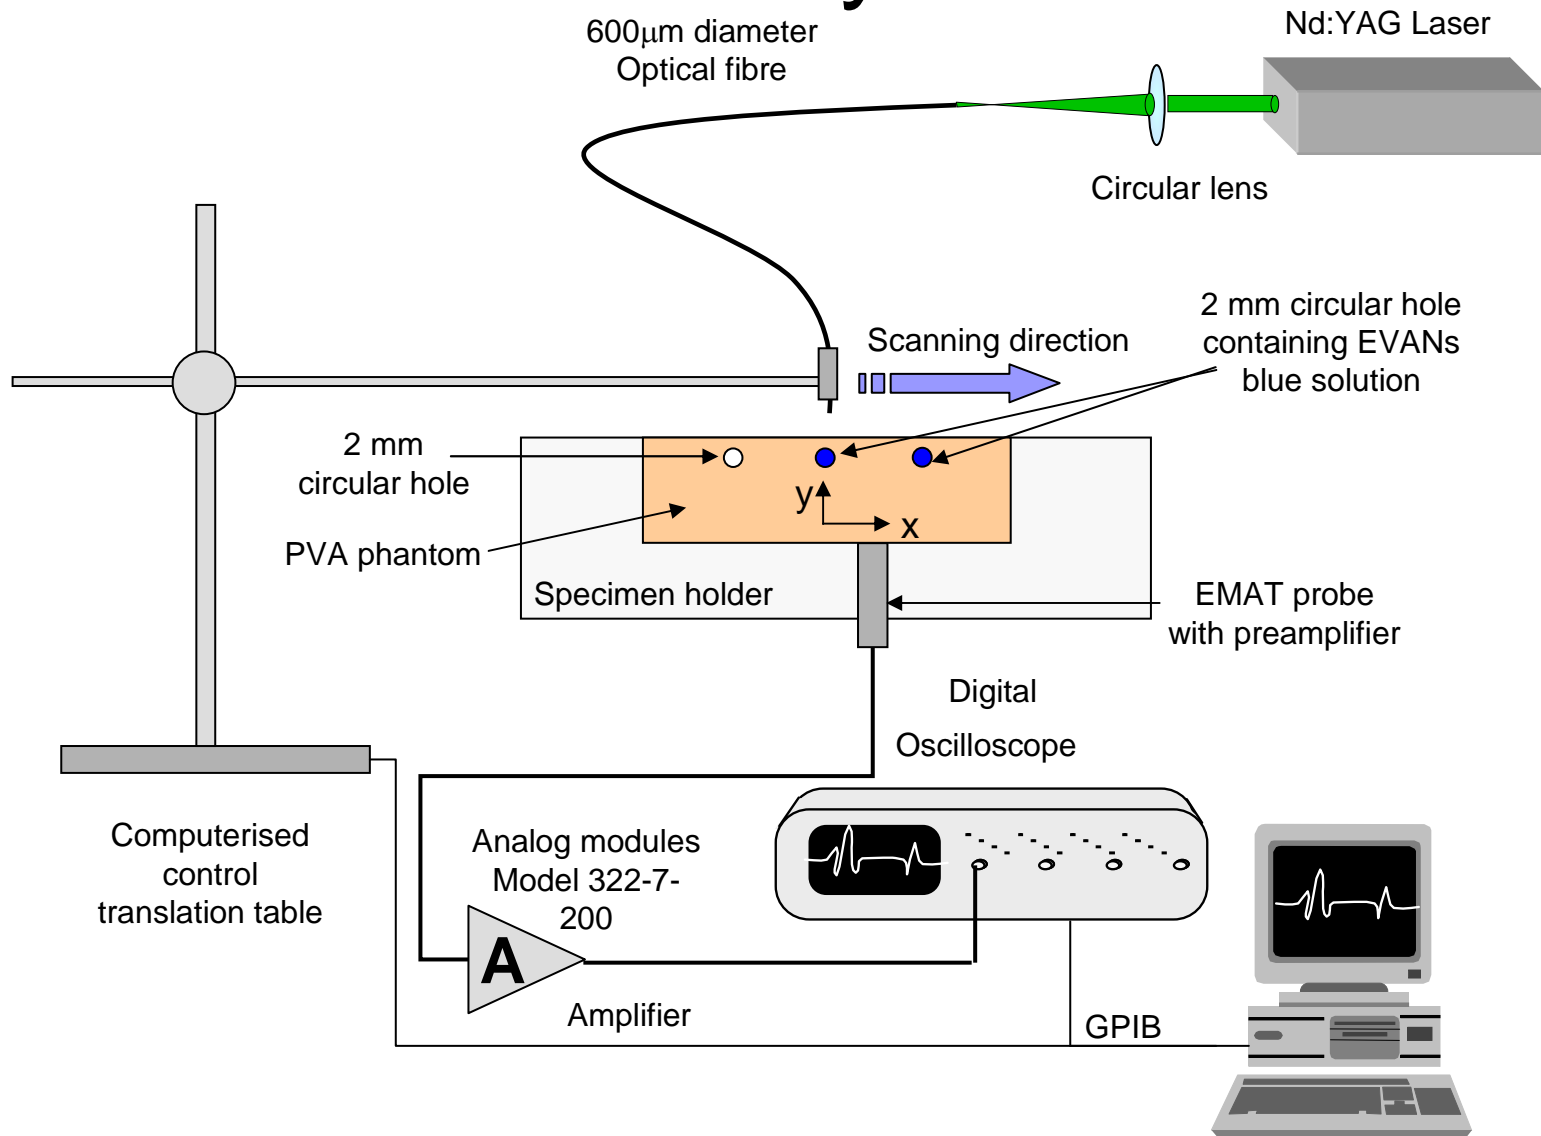 600μm diameter
Optical fibre
Nd:YAG Laser
Circular lens
Scanning direction
2 mm circular hole
containing EVANs
blue solution
2 mm
circular hole
y
x
PVA phantom
Specimen holder
EMAT probe
with preamplifier
Digital
Oscilloscope
Computerised
control
translation table
Analog modules
Model 322-7-
200
A
Amplifier
GPIB